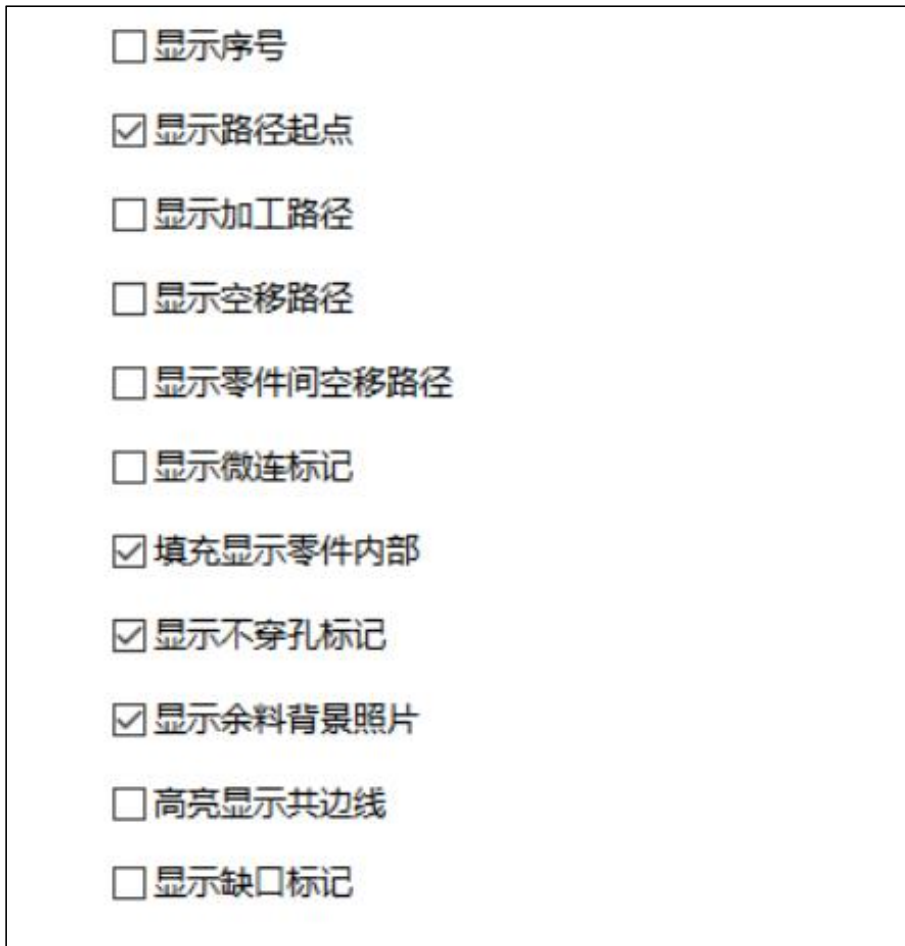 显示序号
显示路径起点
显示加工路径
显示空移路径
显示零件间空移路径
显示微连标记
填充显示零件内部
显示不穿孔标记
显示余料背景照片
高亮显示共边线
显示缺口标记